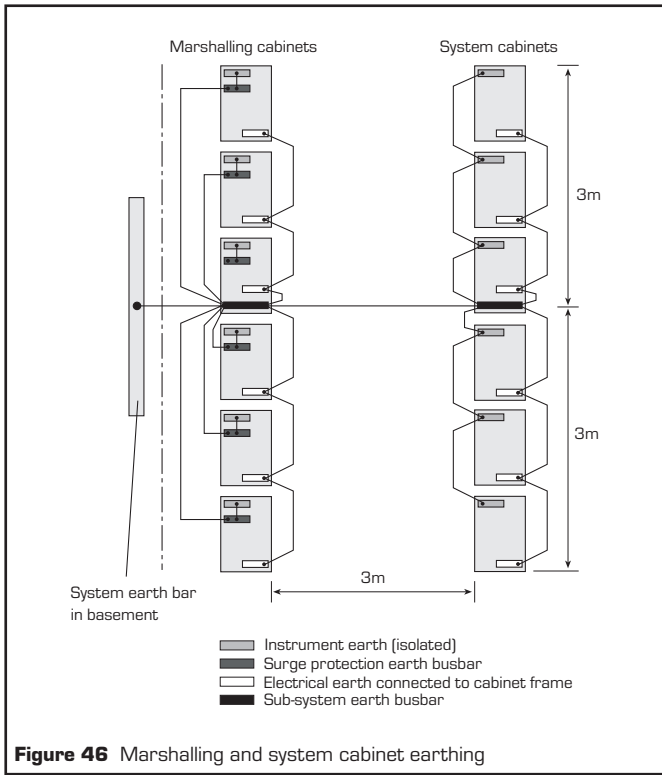 Marshalling cabinets
System cabinets
3m
3m
3m
System earth bar
in basement
Instrument earth (isolated)
Surge protection earth busbar
Electrical earth connected to cabinet frame
Sub-system earth busbar
Figure 46 Marshalling and system cabinet earthing